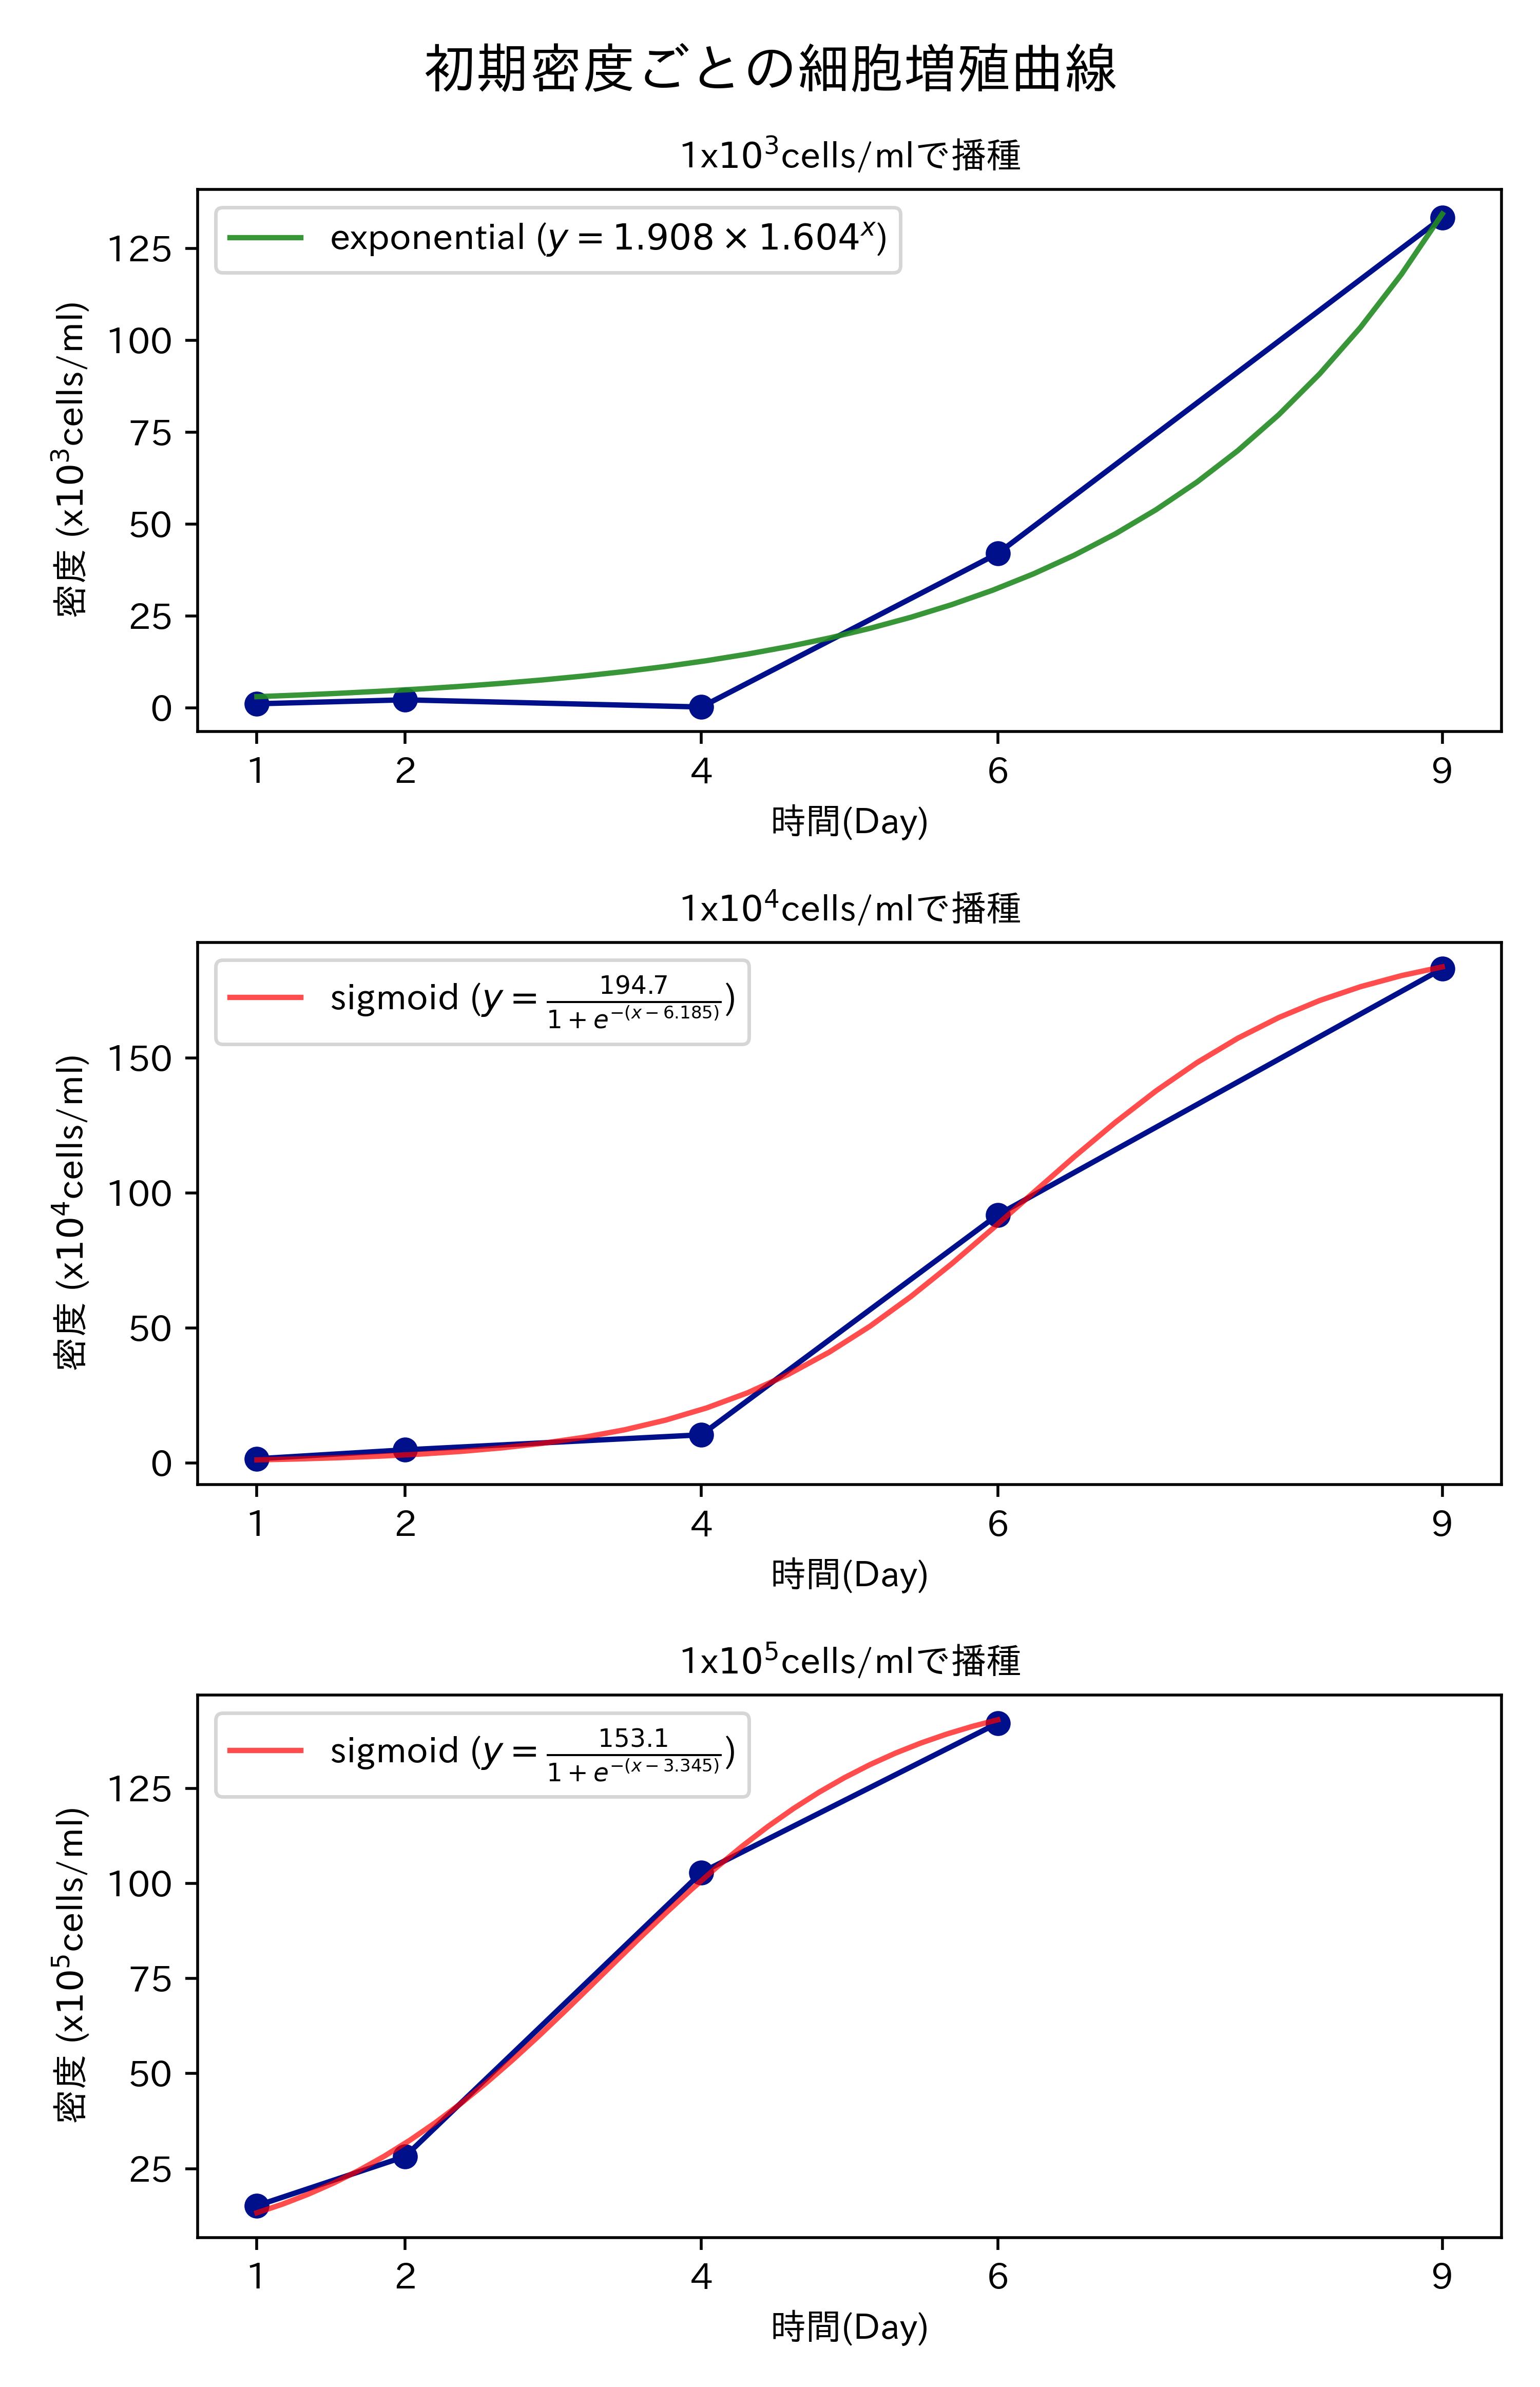 初期密度ごとの細胞増殖曲線
1x10³cells/mlで播種
exponential (y = 1.908 × 1.604ˣ)
密度 (x10³cells/ml)
125
100
75
50
25
0
1 2 4 6 9
時間(Day)
1x10⁴cells/mlで播種
sigmoid (y = 194.7 / 1 + e^−(x − 6.185))
密度 (x10⁴cells/ml)
150
100
50
0
1 2 4 6 9
時間(Day)
1x10⁵cells/mlで播種
sigmoid (y = 153.1 / 1 + e^−(x − 3.345))
密度 (x10⁵cells/ml)
125
100
75
50
25
1 2 4 6 9
時間(Day)